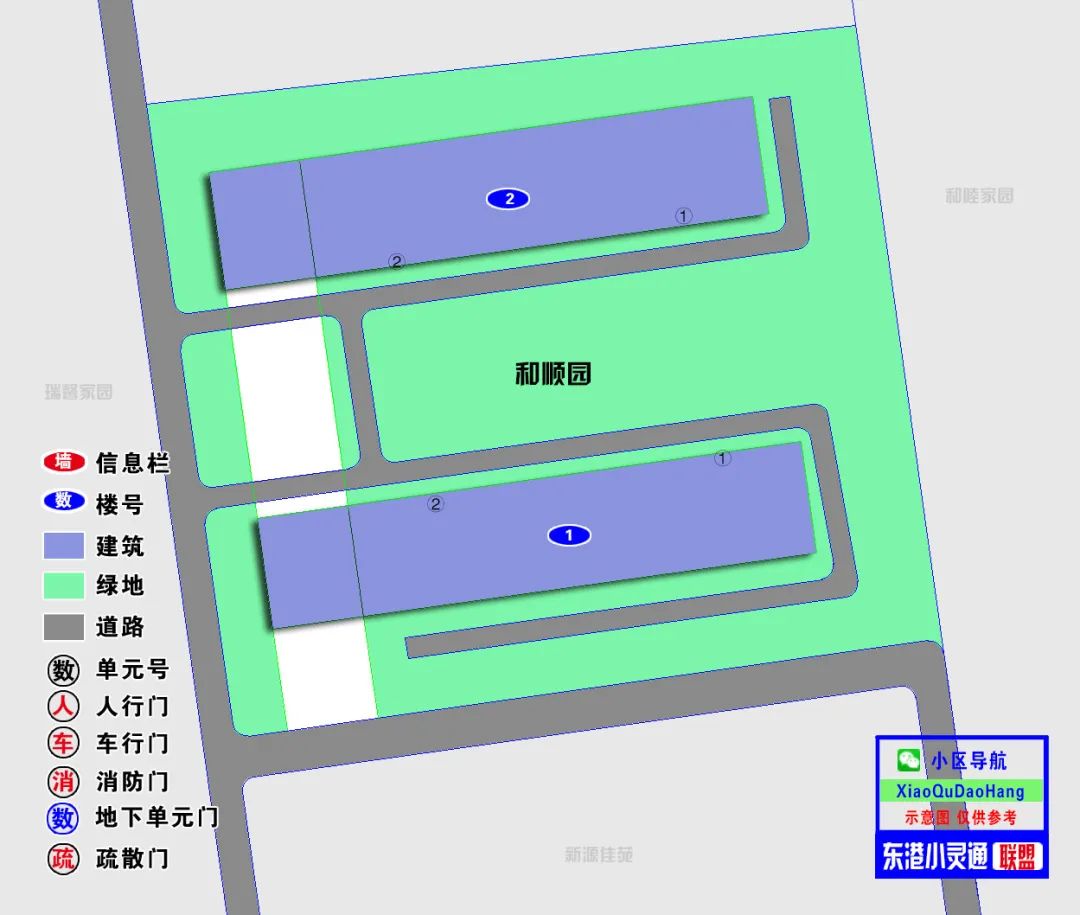 2
①
②
和睦家园
和顺园
瑞馨家园
①
②
1
墙 信息栏
数 楼号
建筑
绿地
道路
数 单元号
人 人行门
车 车行门
消 消防门
数 地下单元门
疏 疏散门
新源佳苑
小区导航
XiaoQuDaoHang
示意图 仅供参考
东港小灵通 联盟